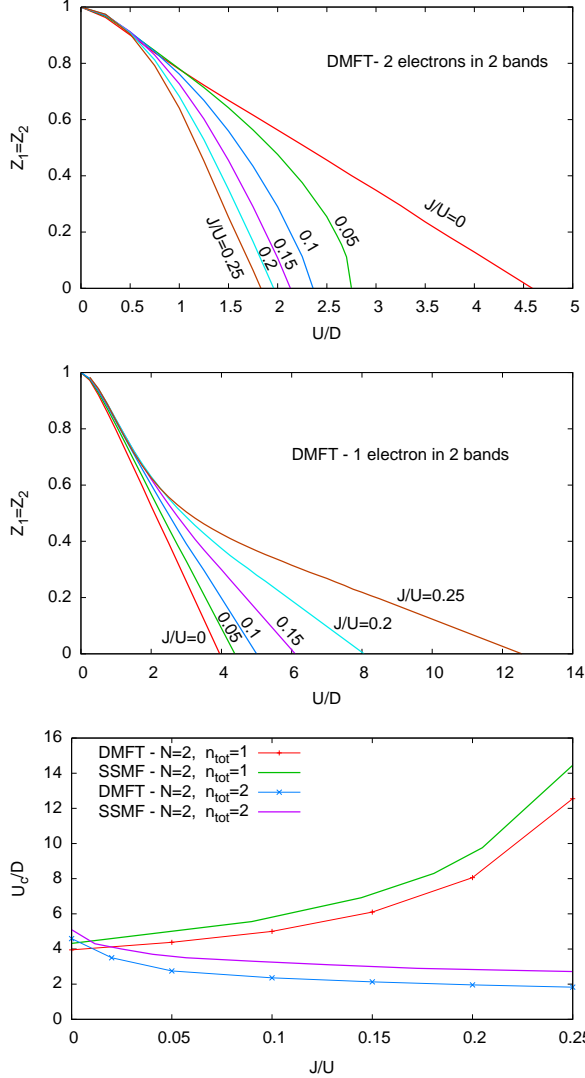 DMFT- 2 electrons in 2 bands
Z1=Z2
1
0.8
0.6
0.4
0.2
0
J/U=0
0.05
0.1
0.15
0.2
J/U=0.25
0 0.5 1 1.5 2 2.5 3 3.5 4 4.5 5
U/D
DMFT - 1 electron in 2 bands
Z1=Z2
1
0.8
0.6
0.4
0.2
0
J/U=0
0.05
0.1
0.15
J/U=0.2
J/U=0.25
0 2 4 6 8 10 12 14
U/D
DMFT - N=2, ntot=1
SSMF - N=2, ntot=1
DMFT - N=2, ntot=2
SSMF - N=2, ntot=2
Uc/D
16
14
12
10
8
6
4
2
0
0 0.05 0.1 0.15 0.2 0.25
J/U